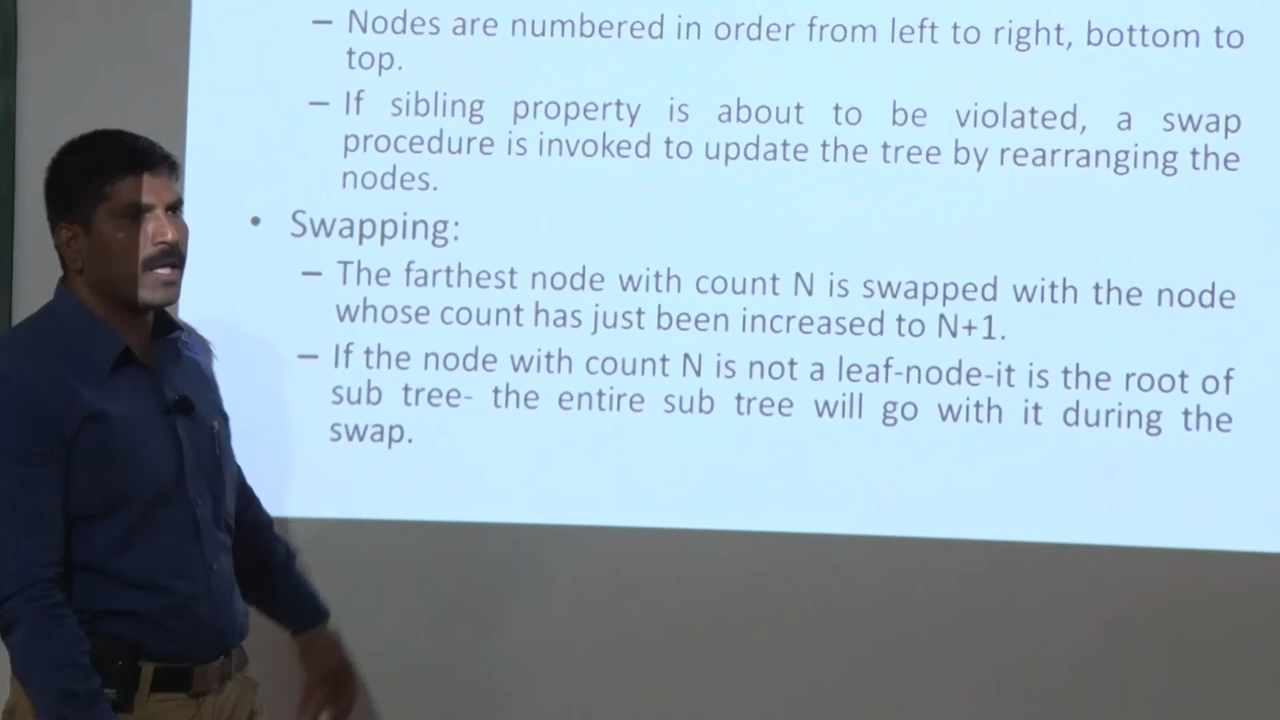 – Nodes are numbered in order from left to right, bottom to
top.
– If sibling property is about to be violated, a swap
procedure is invoked to update the tree by rearranging the
nodes.
• Swapping:
– The farthest node with count N is swapped with the node
whose count has just been increased to N+1.
– If the node with count N is not a leaf-node-it is the root of
sub tree- the entire sub tree will go with it during the
swap.